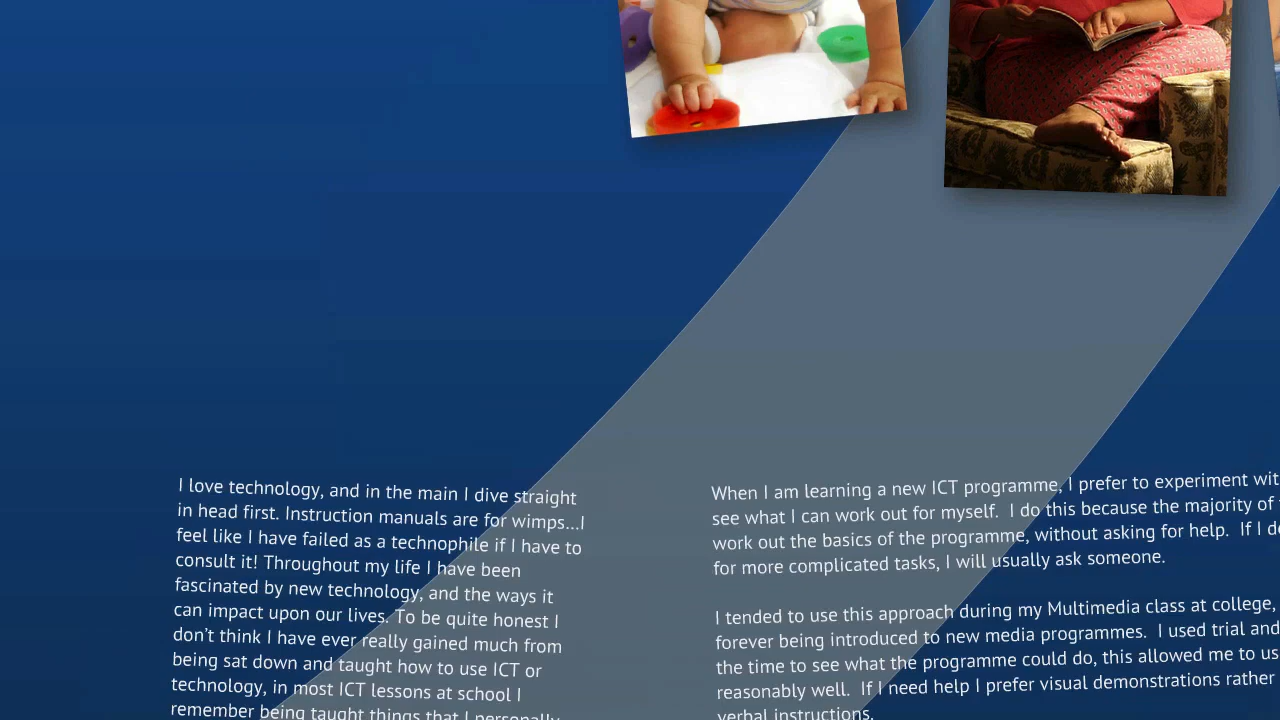 I love technology, and in the main I dive straight
in head first. Instruction manuals are for wimps...I
feel like I have failed as a technophile if I have to
consult it! Throughout my life I have been
fascinated by new technology, and the ways it
can impact upon our lives. To be quite honest I
don't think I have ever really gained much from
being sat down and taught how to use ICT or
technology, in most ICT lessons at school I
remember being taught things that I personally
When I am learning a new ICT programme, I prefer to experiment
see what I can work out for myself. I do this because the majority of
work out the basics of the programme, without asking for help. If I
for more complicated tasks, I will usually ask someone.
I tended to use this approach during my Multimedia class at college,
forever being introduced to new media programmes. I used trial and
the time to see what the programme could do, this allowed me to
reasonably well. If I need help I prefer visual demonstrations rather
verbal instructions.